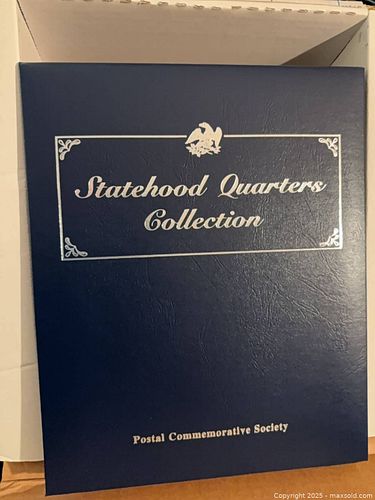 Statehood Quarters
Collection
Postal Commemorative Society
Copyright 2025 - maxsold.com